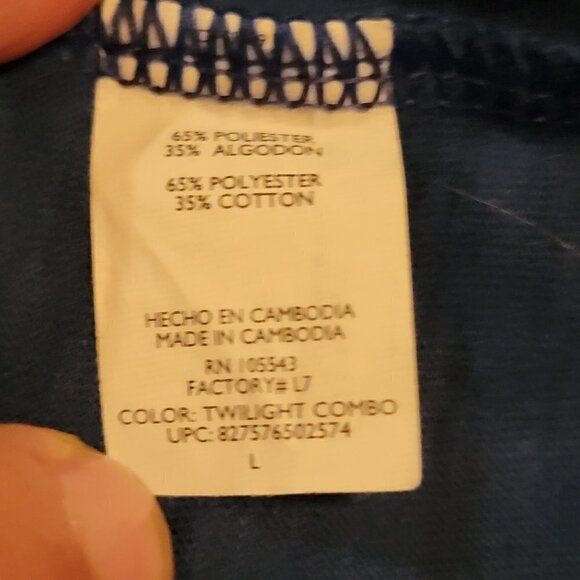 65% POLIESTER
35% ALGODON
65% POLYESTER
35% COTTON
HECHO EN CAMBODIA
MADE IN CAMBODIA
RN 105543
FACTORY# L7
COLOR: TWILIGHT COMBO
UPC: 827576502574
L